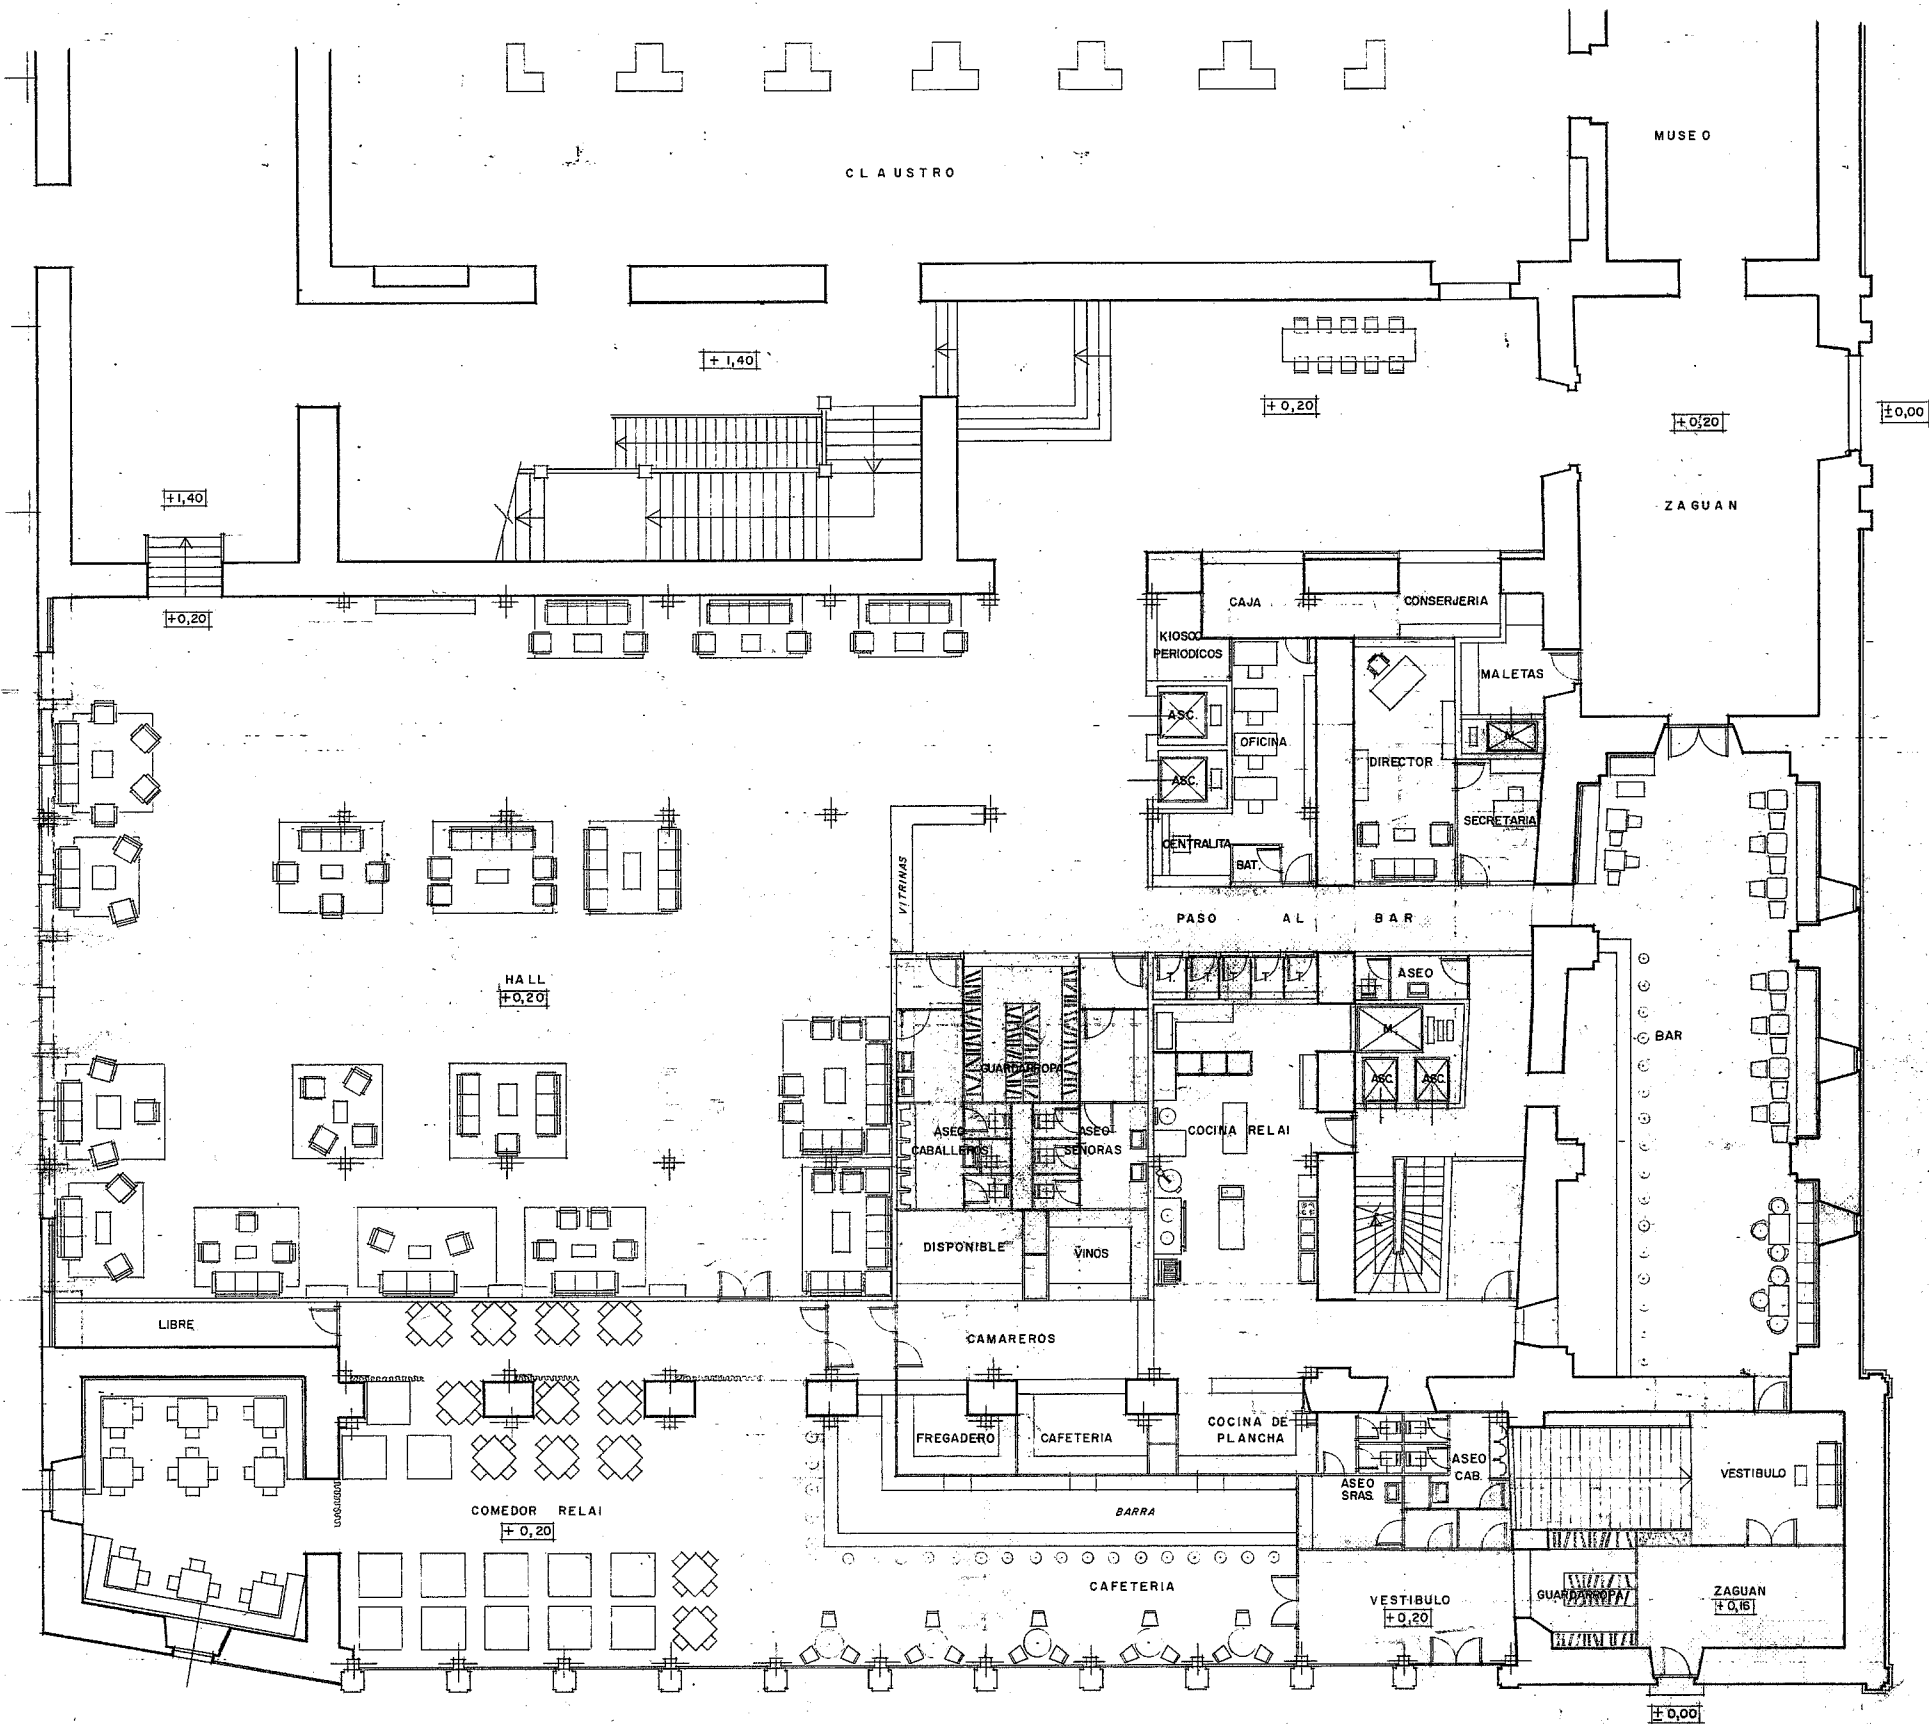 MUSEO
CLAUSTRO
+ 1,40
+ 0,20
±0,00
+0,20
ZAGUAN
+1,40
+0,20
CAJA
CONSERJERIA
KIOSCO
PERIODICOS
MALETAS
ASC.
OFICINA
M.
DIRECTOR
ASC.
SECRETARIA
CENTRALITA
BAT.
VITRINAS
PASO AL BAR
HALL
+0,20
T. T. T. T. T.
ASEO
M.
BAR
GUARDARROPA
ASC. ASC.
ASEO
CABALLEROS
ASEO
SEÑORAS
COCINA RELAI
DISPONIBLE
VINOS
LIBRE
CAMAREROS
FREGADERO
CAFETERIA
COCINA DE
PLANCHA
ASEO
CAB.
VESTIBULO
ASEO
SRAS.
COMEDOR RELAI
+ 0,20
BARRA
CAFETERIA
VESTIBULO
+0,20
GUARDARROPA
ZAGUAN
+0,16
± 0,00